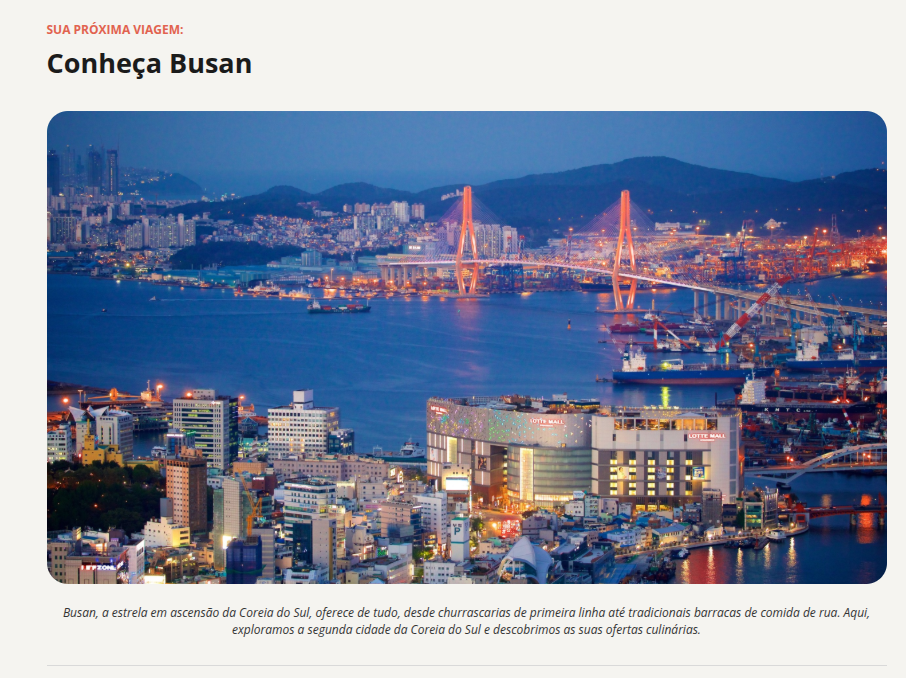 SUA PRÓXIMA VIAGEM:
Conheça Busan
LOTTE MALL
LOTTE MALL
Busan, a estrela em ascensão da Coreia do Sul, oferece de tudo, desde churrascarias de primeira linha até tradicionais barracas de comida de rua. Aqui,
exploramos a segunda cidade da Coreia do Sul e descobrimos as suas ofertas culinárias.